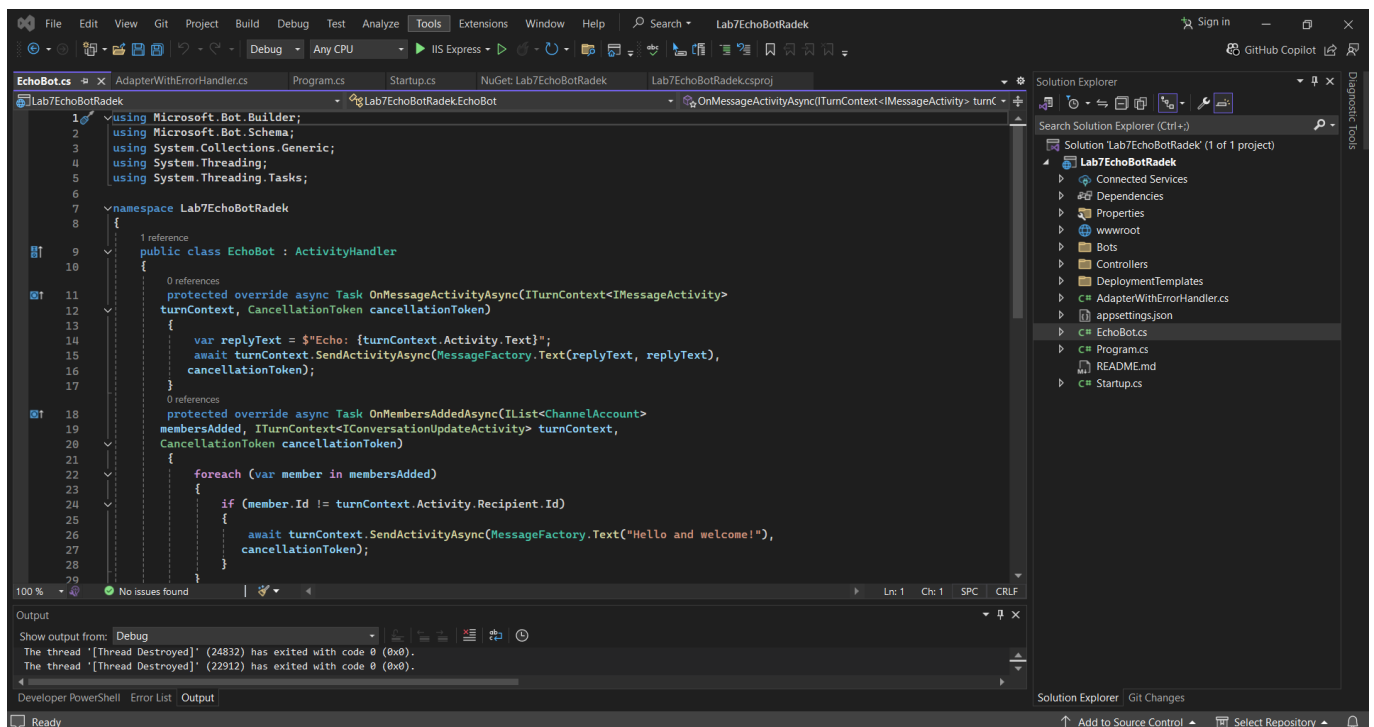 File Edit View Git Project Build Debug Test Analyze Tools Extensions Window Help Search Lab7EchoBotRadek Sign in
Debug Any CPU IIS Express GitHub Copilot
EchoBot.cs AdapterWithErrorHandler.cs Program.cs Startup.cs NuGet: Lab7EchoBotRadek Lab7EchoBotRadek.csproj
Lab7EchoBotRadek Lab7EchoBotRadek.EchoBot OnMessageActivityAsync(ITurnContext<IMessageActivity> turnC
1 using Microsoft.Bot.Builder;
2 using Microsoft.Bot.Schema;
3 using System.Collections.Generic;
4 using System.Threading;
5 using System.Threading.Tasks;
6
7 namespace Lab7EchoBotRadek
8 {
1 reference
9 public class EchoBot : ActivityHandler
10 {
0 references
11 protected override async Task OnMessageActivityAsync(ITurnContext<IMessageActivity>
12 turnContext, CancellationToken cancellationToken)
13 {
14 var replyText = $"Echo: {turnContext.Activity.Text}";
15 await turnContext.SendActivityAsync(MessageFactory.Text(replyText, replyText),
16 cancellationToken);
17 }
0 references
18 protected override async Task OnMembersAddedAsync(IList<ChannelAccount>
19 membersAdded, ITurnContext<IConversationUpdateActivity> turnContext,
20 CancellationToken cancellationToken)
21 {
22 foreach (var member in membersAdded)
23 {
24 if (member.Id != turnContext.Activity.Recipient.Id)
25 {
26 await turnContext.SendActivityAsync(MessageFactory.Text("Hello and welcome!"),
27 cancellationToken);
28 }
29 }
100 % No issues found Ln: 1 Ch: 1 SPC CRLF
Output
Show output from: Debug
The thread '[Thread Destroyed]' (24832) has exited with code 0 (0x0).
The thread '[Thread Destroyed]' (22912) has exited with code 0 (0x0).
Developer PowerShell Error List Output
Solution Explorer
Search Solution Explorer (Ctrl+;)
Solution 'Lab7EchoBotRadek' (1 of 1 project)
Lab7EchoBotRadek
Connected Services
Dependencies
Properties
wwwroot
Bots
Controllers
DeploymentTemplates
C# AdapterWithErrorHandler.cs
appsettings.json
C# EchoBot.cs
C# Program.cs
README.md
C# Startup.cs
Solution Explorer Git Changes
Diagnostic Tools
Ready Add to Source Control Select Repository